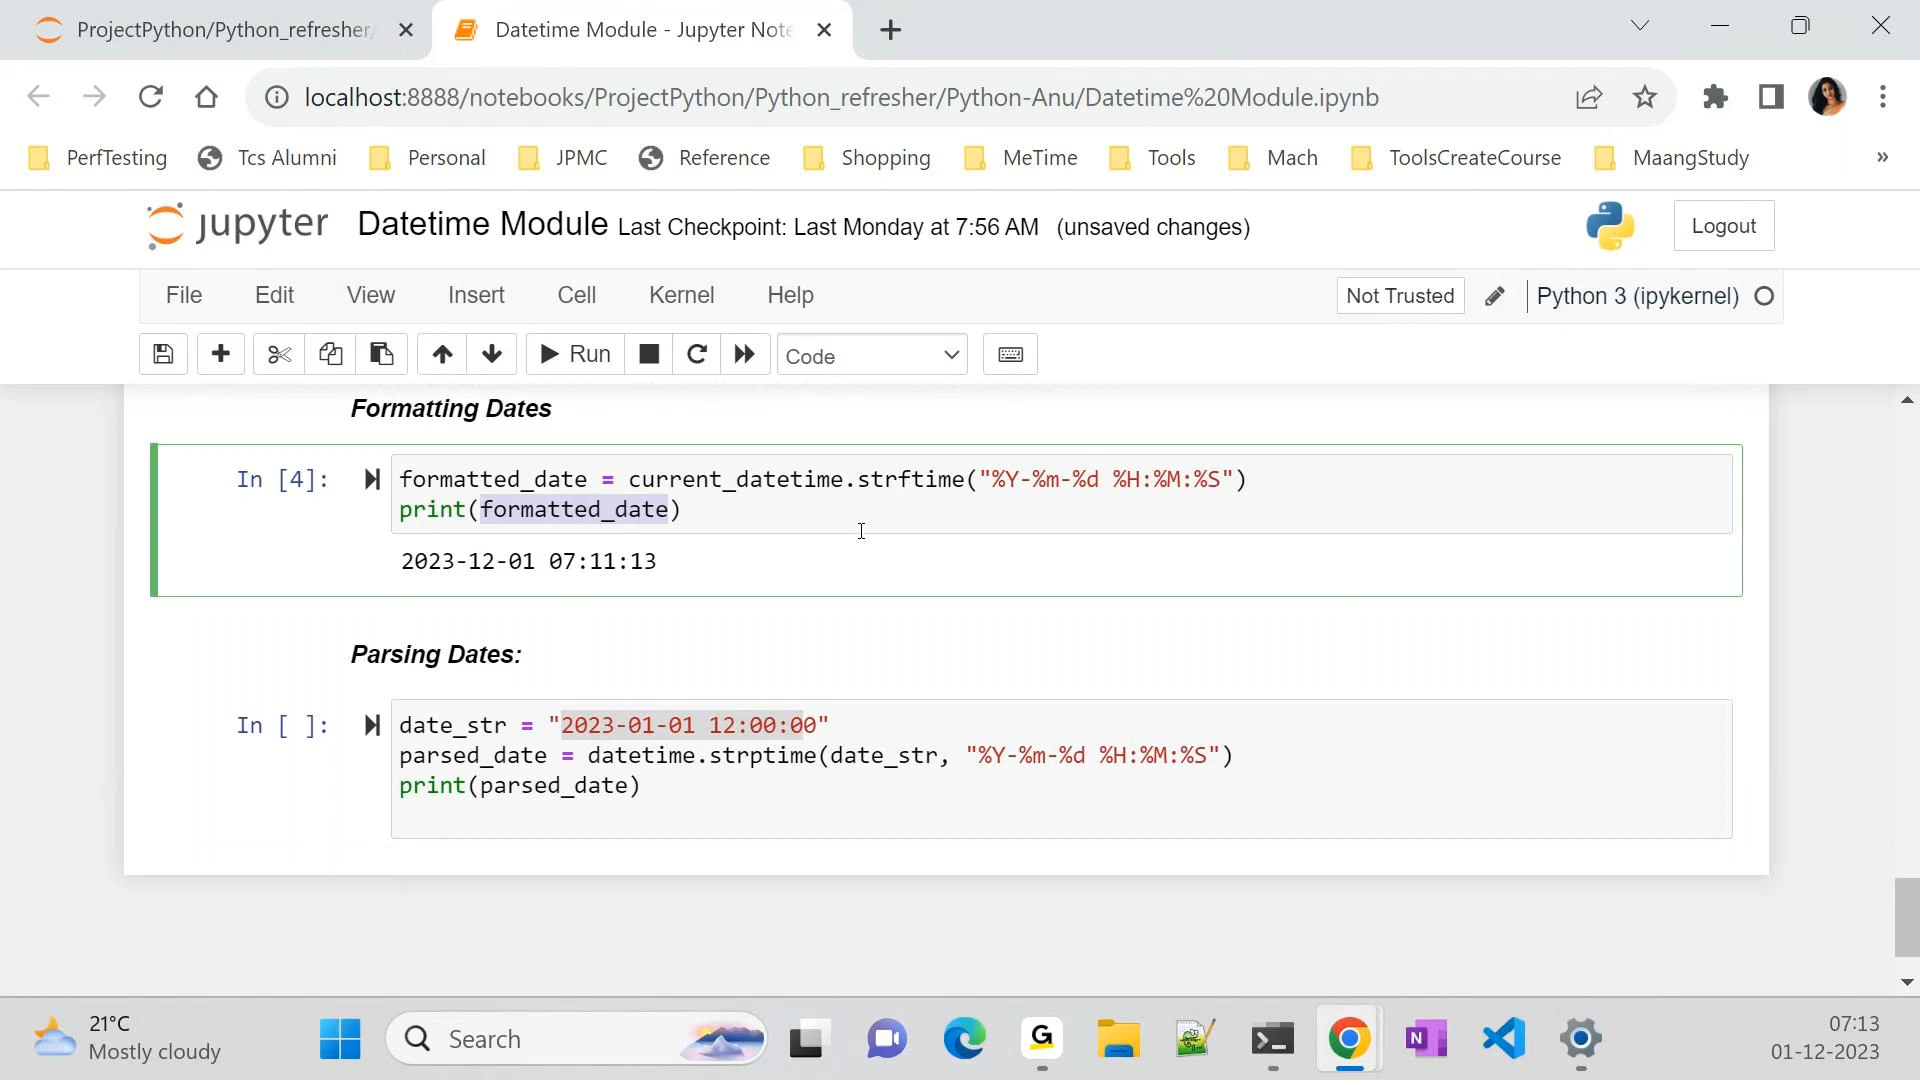 ProjectPython/Python_refresher/
Datetime Module - Jupyter Note
localhost:8888/notebooks/ProjectPython/Python_refresher/Python-Anu/Datetime%20Module.ipynb
PerfTesting Tcs Alumni Personal JPMC Reference Shopping MeTime Tools Mach ToolsCreateCourse MaangStudy »
jupyter Datetime Module Last Checkpoint: Last Monday at 7:56 AM (unsaved changes) Logout
File Edit View Insert Cell Kernel Help Not Trusted Python 3 (ipykernel)
Run Code
Formatting Dates
In [4]: formatted_date = current_datetime.strftime("%Y-%m-%d %H:%M:%S")
print(formatted_date)
2023-12-01 07:11:13
Parsing Dates:
In [ ]: date_str = "2023-01-01 12:00:00"
parsed_date = datetime.strptime(date_str, "%Y-%m-%d %H:%M:%S")
print(parsed_date)
21°C
Mostly cloudy
Search
G
N
07:13
01-12-2023